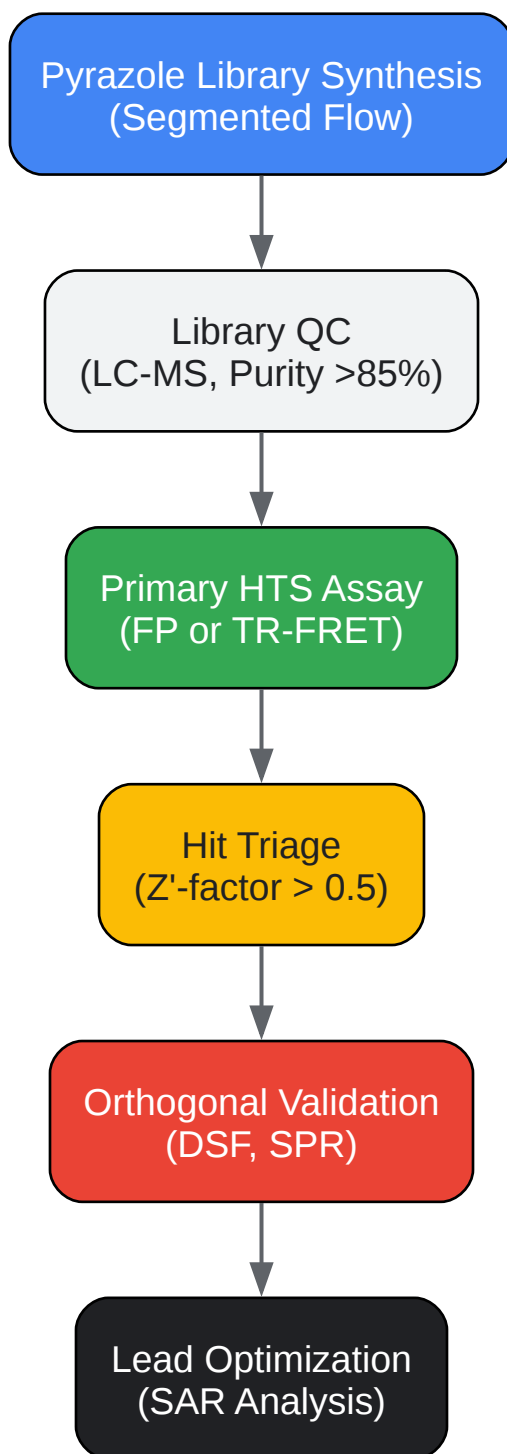 Pyrazole Library Synthesis
(Segmented Flow)
Library QC
(LC-MS, Purity >85%)
Primary HTS Assay
(FP or TR-FRET)
Hit Triage
(Z'-factor > 0.5)
Orthogonal Validation
(DSF, SPR)
Lead Optimization
(SAR Analysis)